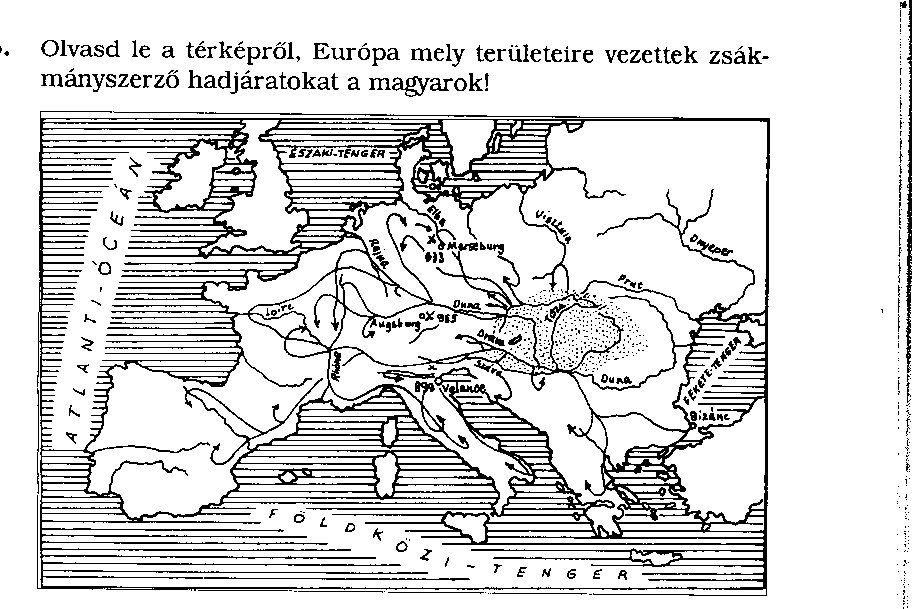 Olvasd le a térképről, Európa mely területeire vezettek zsák-
mányszerző hadjáratokat a magyarok!
ÉSZAKI-TENGER
ATLANTI-ÓCEÁN
Elba
Visztula
Dnyeper
Rajna
Merseburg
933
Prut
Loire
Duna
Tisza
Augsburg
955
Dráva
Rhone
Száva
Duna
FEKETE-TENGER
899 Velence
Bizánc
FÖLDKÖZI-TENGER